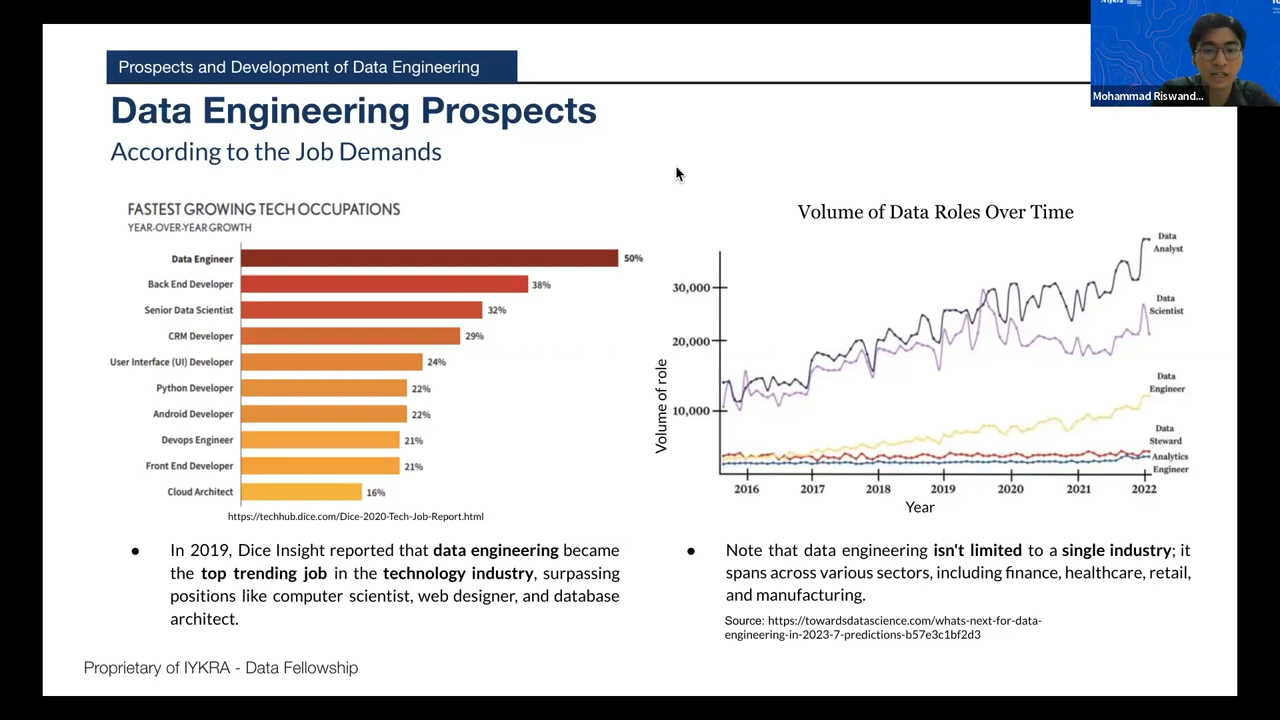 Prospects and Development of Data Engineering
Mohammad Riswand...
Data Engineering Prospects
According to the Job Demands
FASTEST GROWING TECH OCCUPATIONS
YEAR-OVER-YEAR GROWTH
Data Engineer 50%
Back End Developer 38%
Senior Data Scientist 32%
CRM Developer 29%
User Interface (UI) Developer 24%
Python Developer 22%
Android Developer 22%
Devops Engineer 21%
Front End Developer 21%
Cloud Architect 16%
https://techhub.dice.com/Dice-2020-Tech-Job-Report.html
Volume of Data Roles Over Time
Volume of role
30,000
20,000
10,000
Data
Analyst
Data
Scientist
Data
Engineer
Data
Steward
Analytics
Engineer
2016 2017 2018 2019 2020 2021 2022
Year
● In 2019, Dice Insight reported that data engineering became
the top trending job in the technology industry, surpassing
positions like computer scientist, web designer, and database
architect.
● Note that data engineering isn't limited to a single industry; it
spans across various sectors, including finance, healthcare, retail,
and manufacturing.
Source: https://towardsdatascience.com/whats-next-for-data-
engineering-in-2023-7-predictions-b57e3c1bf2d3
Proprietary of IYKRA - Data Fellowship